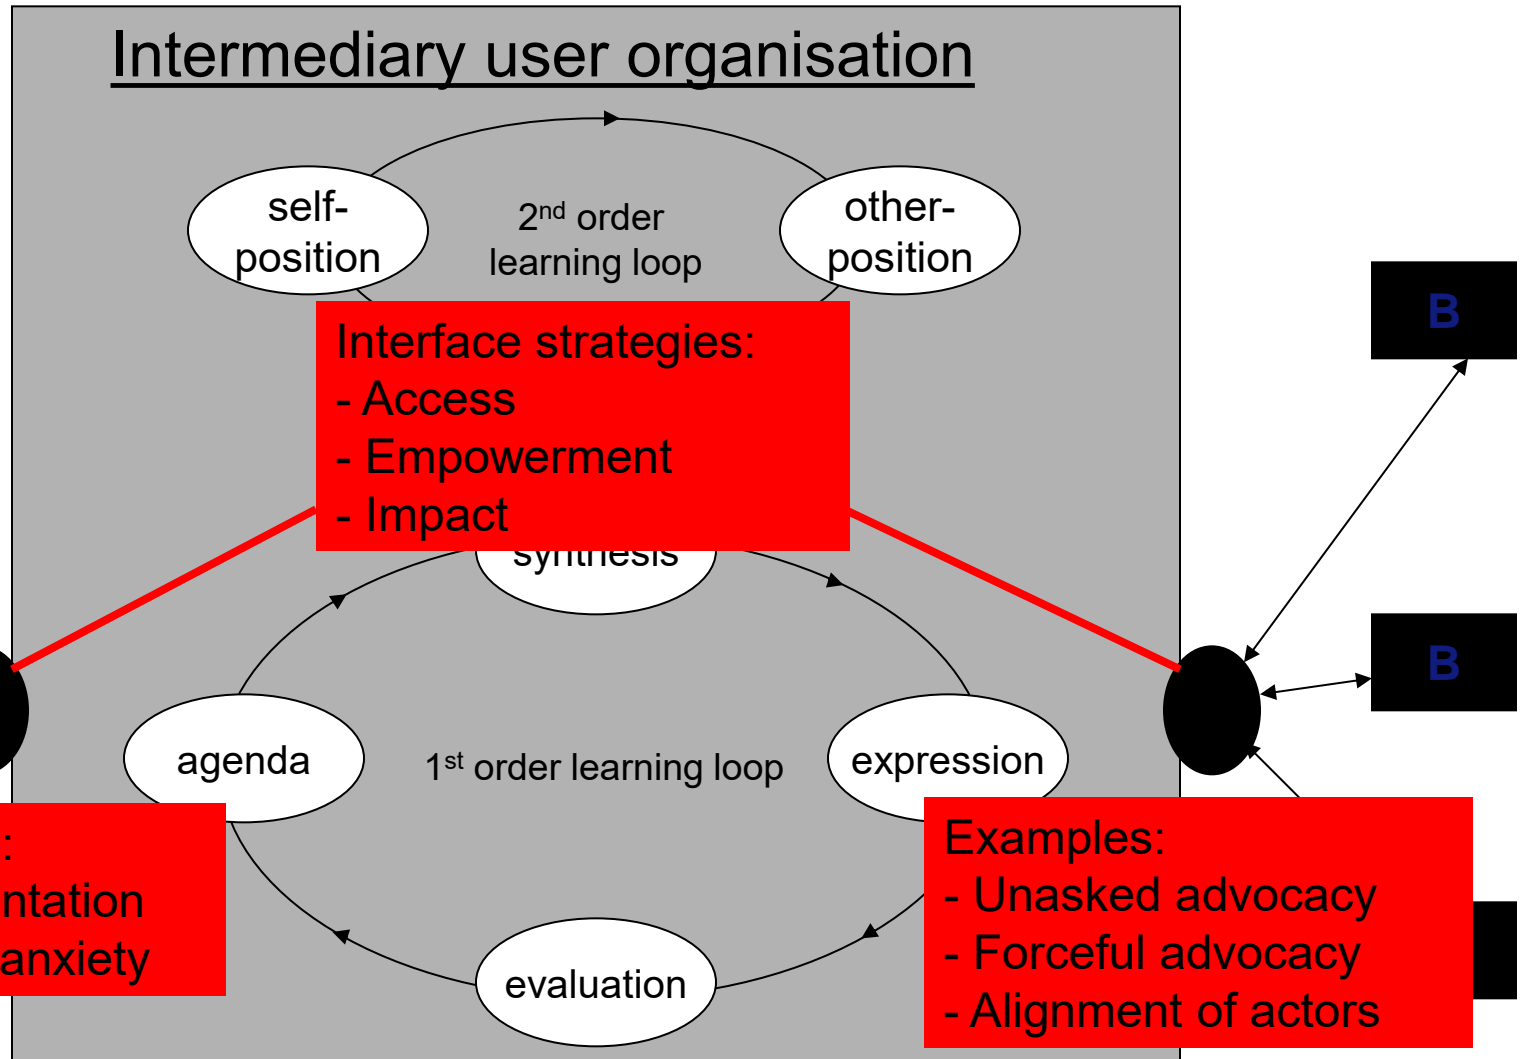 Intermediary user organisation
self-
position
2nd order
learning loop
other-
position
B
Interface strategies:
- Access
- Empowerment
- Impact
synthesis
B
agenda
1st order learning loop
expression
:
ntation
anxiety
Examples:
- Unasked advocacy
- Forceful advocacy
- Alignment of actors
evaluation